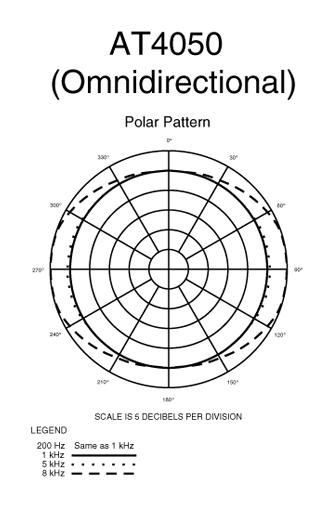 AT4050
(Omnidirectional)
Polar Pattern
0°
330°
30°
300°
60°
270°
90°
240°
120°
210°
150°
180°
SCALE IS 5 DECIBELS PER DIVISION
LEGEND
200 Hz Same as 1 kHz
1 kHz
5 kHz
8 kHz